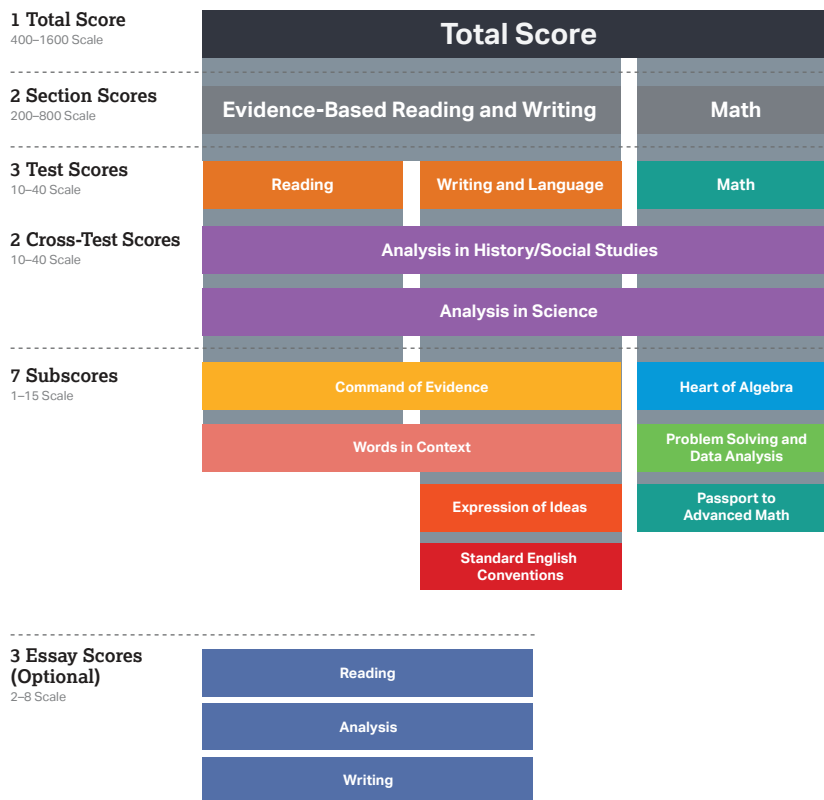 1 Total Score
400–1600 Scale
Total Score
2 Section Scores
200–800 Scale
Evidence-Based Reading and Writing
Math
3 Test Scores
10–40 Scale
Reading
Writing and Language
Math
2 Cross-Test Scores
10–40 Scale
Analysis in History/Social Studies
Analysis in Science
7 Subscores
1–15 Scale
Command of Evidence
Heart of Algebra
Words in Context
Problem Solving and
Data Analysis
Expression of Ideas
Passport to
Advanced Math
Standard English
Conventions
3 Essay Scores
(Optional)
2–8 Scale
Reading
Analysis
Writing